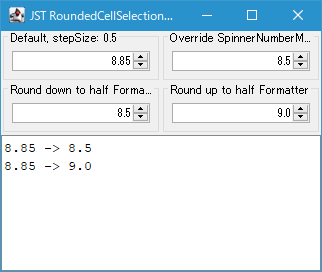 JST RoundedCellSelection...
Default, stepSize: 0.5
Override SpinnerNumberM...
8.85
8.5
Round down to half Forma...
Round up to half Formatter
8.5
9.0
8.85 -> 8.5
8.85 -> 9.0